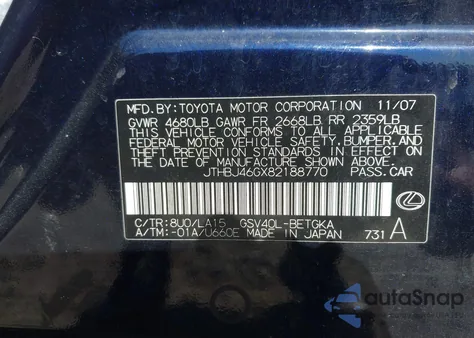 MFD.BY:TOYOTA MOTOR CORPORATION 11/07
GVWR 4680LB GAWR FR 2668LB RR 2359LB
THIS VEHICLE CONFORMS TO ALL APPLICABLE
FEDERAL MOTOR VEHICLE SAFETY, BUMPER, AND
THEFT PREVENTION STANDARDS IN EFFECT ON
THE DATE OF MANUFACTURE SHOWN ABOVE.
JTHBJ46GX82188770 PASS.CAR
C/TR:8U0/LA15 GSV40L-BETGKA
A/TM:-01A/U660E MADE IN JAPAN 731 A
autoSnap